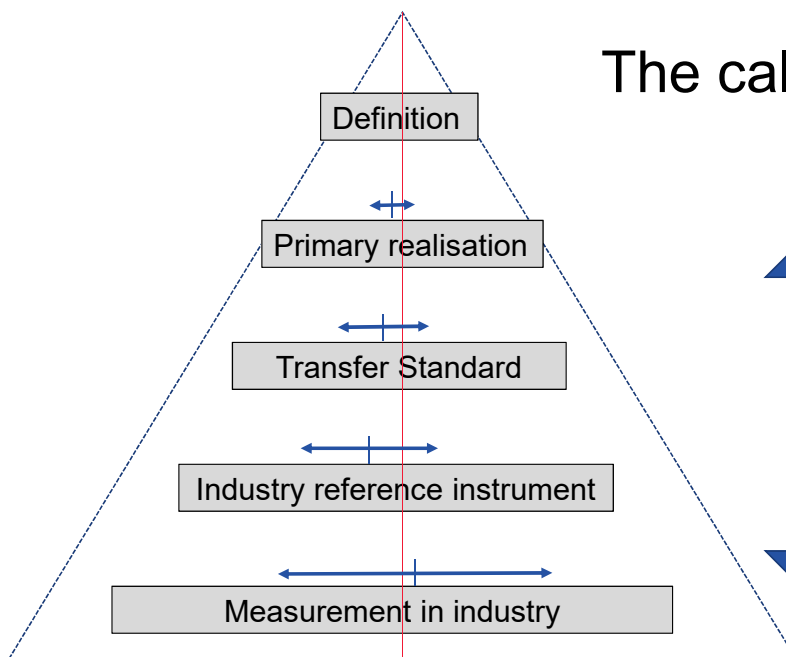 The cal
Definition
Primary realisation
Transfer Standard
Industry reference instrument
Measurement in industry